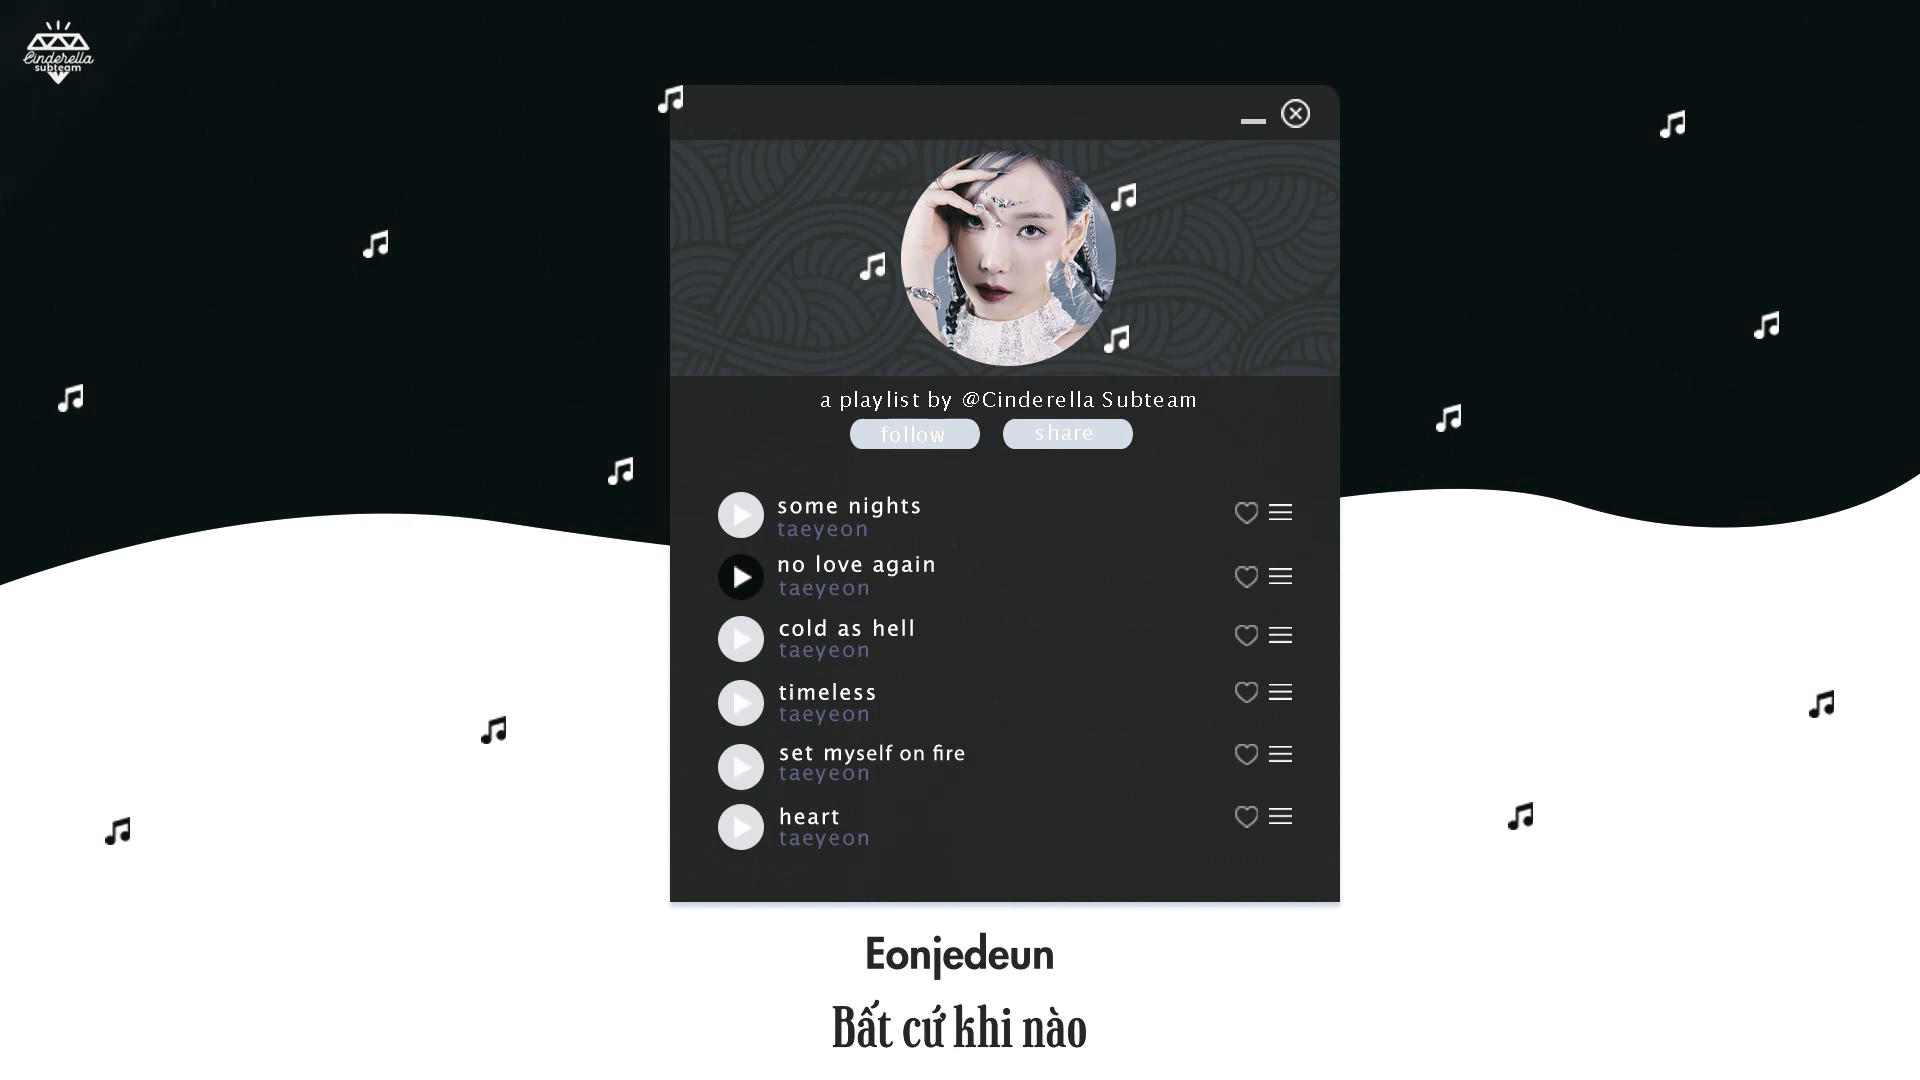 Cinderella
subteam
a playlist by @Cinderella Subteam
follow share
some nights
taeyeon
no love again
taeyeon
cold as hell
taeyeon
timeless
taeyeon
set myself on fire
taeyeon
heart
taeyeon
Eonjedeun
Bất cứ khi nào